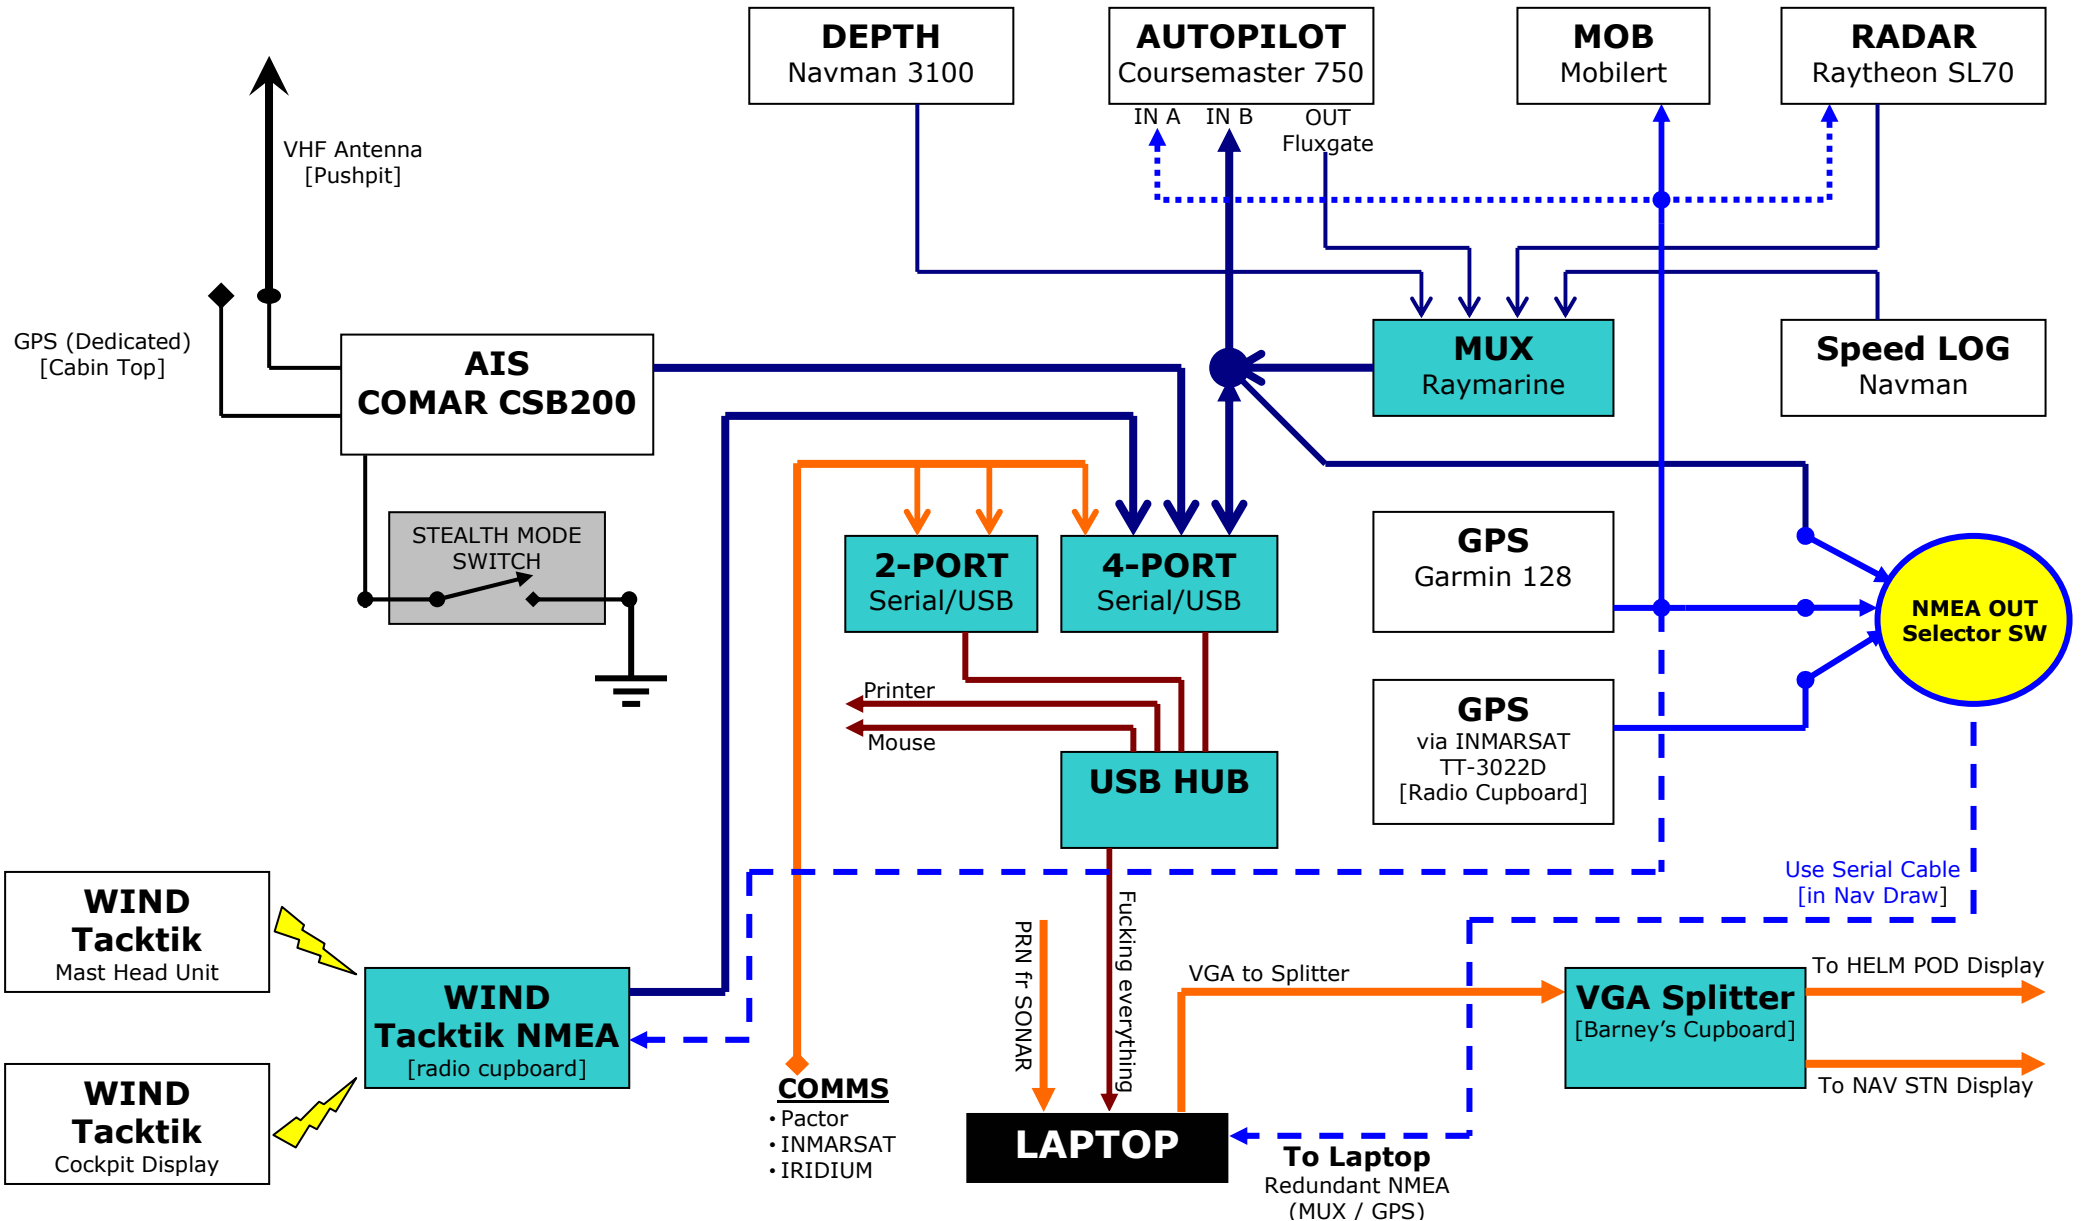 DEPTH
Navman 3100
AUTOPILOT
Coursemaster 750
MOB
Mobilert
RADAR
Raytheon SL70
IN A
IN B
OUT
Fluxgate
VHF Antenna
[Pushpit]
GPS (Dedicated)
[Cabin Top]
AIS
COMAR CSB200
MUX
Raymarine
Speed LOG
Navman
STEALTH MODE
SWITCH
2-PORT
Serial/USB
4-PORT
Serial/USB
GPS
Garmin 128
NMEA OUT
Selector SW
Printer
Mouse
USB HUB
GPS
via INMARSAT
TT-3022D
[Radio Cupboard]
Use Serial Cable
[in Nav Draw]
WIND
Tacktik
Mast Head Unit
WIND
Tacktik NMEA
[radio cupboard]
WIND
Tacktik
Cockpit Display
COMMS
• Pactor
• INMARSAT
• IRIDIUM
PRN fr SONAR
Fucking everything
VGA to Splitter
VGA Splitter
[Barney’s Cupboard]
To HELM POD Display
To NAV STN Display
LAPTOP
To Laptop
Redundant NMEA
(MUX / GPS)